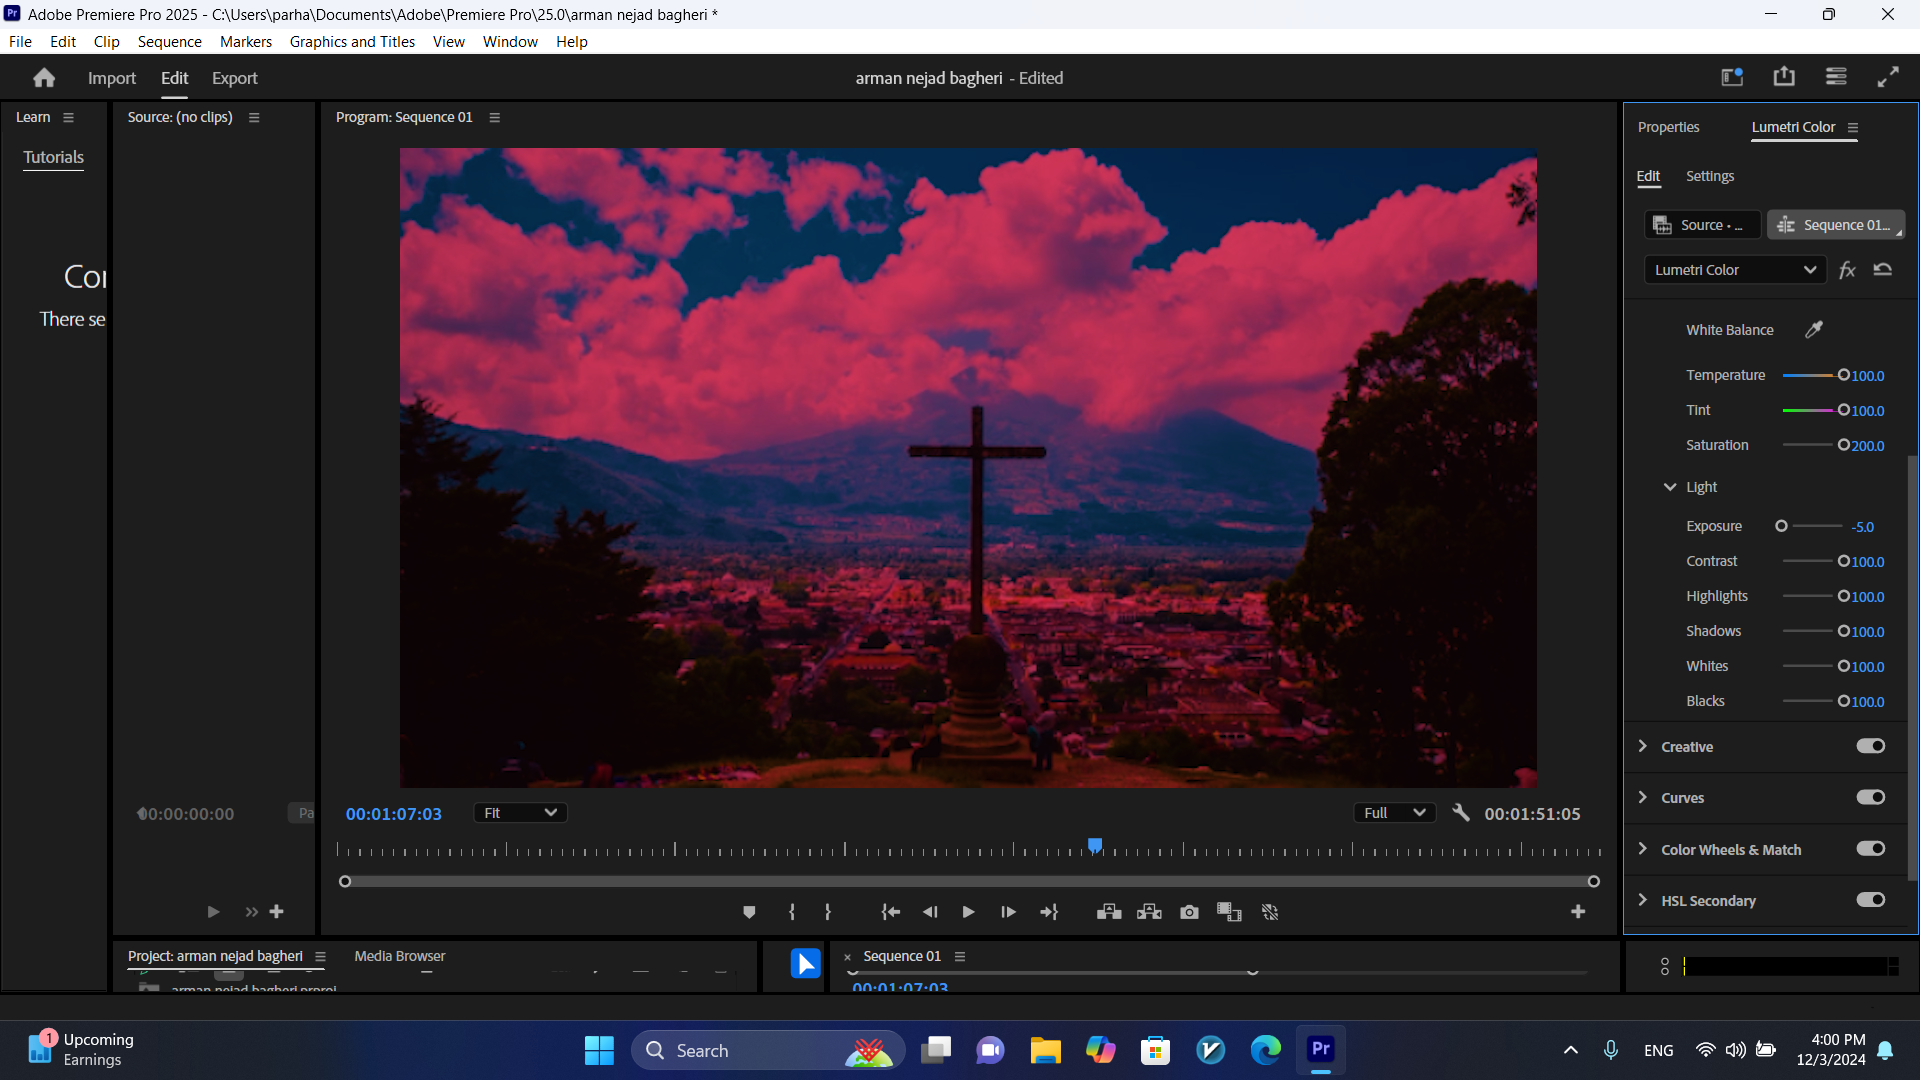 Pr Adobe Premiere Pro 2025 - C:\Users\parha\Documents\Adobe\Premiere Pro\25.0\arman nejad bagheri *
File Edit Clip Sequence Markers Graphics and Titles View Window Help
Import Edit Export
arman nejad bagheri - Edited
Learn
Tutorials
Cor
There se
Source: (no clips)
00:00:00:00
Pa
Program: Sequence 01
00:01:07:03
Fit
Full
00:01:51:05
Properties Lumetri Color
Edit Settings
Source • ... Sequence 01...
Lumetri Color fx
White Balance
Temperature 100.0
Tint 100.0
Saturation 200.0
Light
Exposure -5.0
Contrast 100.0
Highlights 100.0
Shadows 100.0
Whites 100.0
Blacks 100.0
Creative
Curves
Color Wheels & Match
HSL Secondary
Project: arman nejad bagheri Media Browser
arman nejad bagheri.prproj
× Sequence 01
00:01:07:03
1
Upcoming
Earnings
Search
Pr
ENG
4:00 PM
12/3/2024